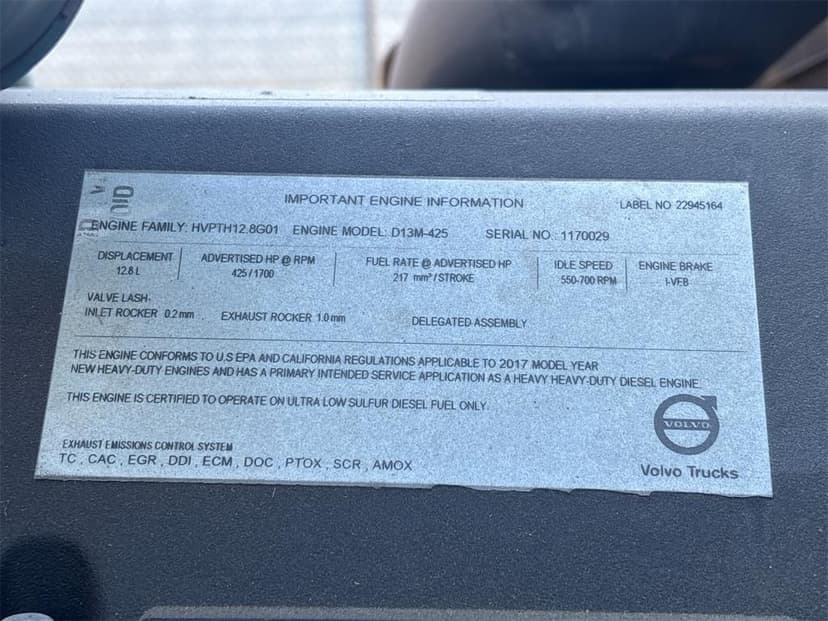 IMPORTANT ENGINE INFORMATION
LABEL NO 22945164
ENGINE FAMILY: HVPTH12.8G01 ENGINE MODEL: D13M-425 SERIAL NO. : 1170029
DISPLACEMENT
12.8 L
ADVERTISED HP @ RPM
425 / 1700
FUEL RATE @ ADVERTISED HP
217 mm³ / STROKE
IDLE SPEED
550-700 RPM
ENGINE BRAKE
I-VEB
VALVE LASH-
INLET ROCKER 0.2 mm . EXHAUST ROCKER 1.0 mm DELEGATED ASSEMBLY
THIS ENGINE CONFORMS TO U.S EPA AND CALIFORNIA REGULATIONS APPLICABLE TO 2017 MODEL YEAR
NEW HEAVY-DUTY ENGINES AND HAS A PRIMARY INTENDED SERVICE APPLICATION AS A HEAVY HEAVY-DUTY DIESEL ENGINE.
THIS ENGINE IS CERTIFIED TO OPERATE ON ULTRA LOW SULFUR DIESEL FUEL ONLY.
EXHAUST EMISSIONS CONTROL SYSTEM
TC , CAC , EGR , DDI , ECM , DOC , PTOX , SCR , AMOX
VOLVO
Volvo Trucks